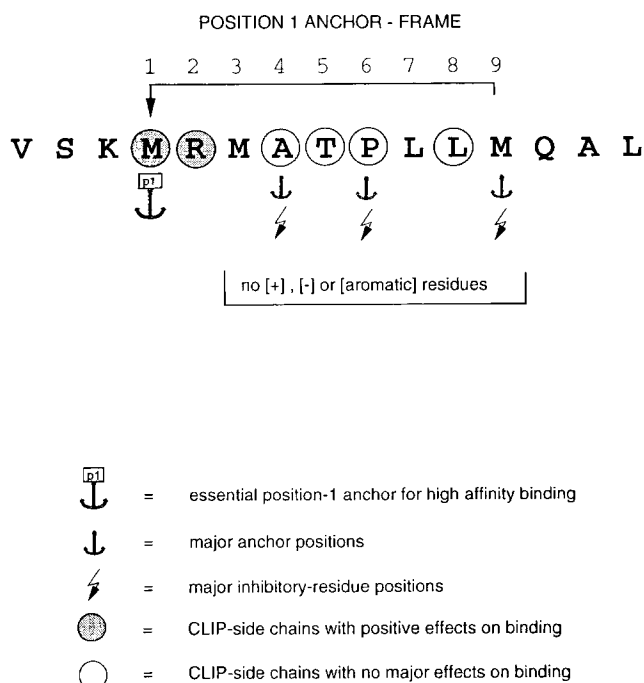 POSITION 1 ANCHOR - FRAME
1 2 3 4 5 6 7 8 9
V S K M R M A T P L L M Q A L
p1
no [+] , [-] or [aromatic] residues
p1 = essential position-1 anchor for high affinity binding
= major anchor positions
= major inhibitory-residue positions
= CLIP-side chains with positive effects on binding
= CLIP-side chains with no major effects on binding